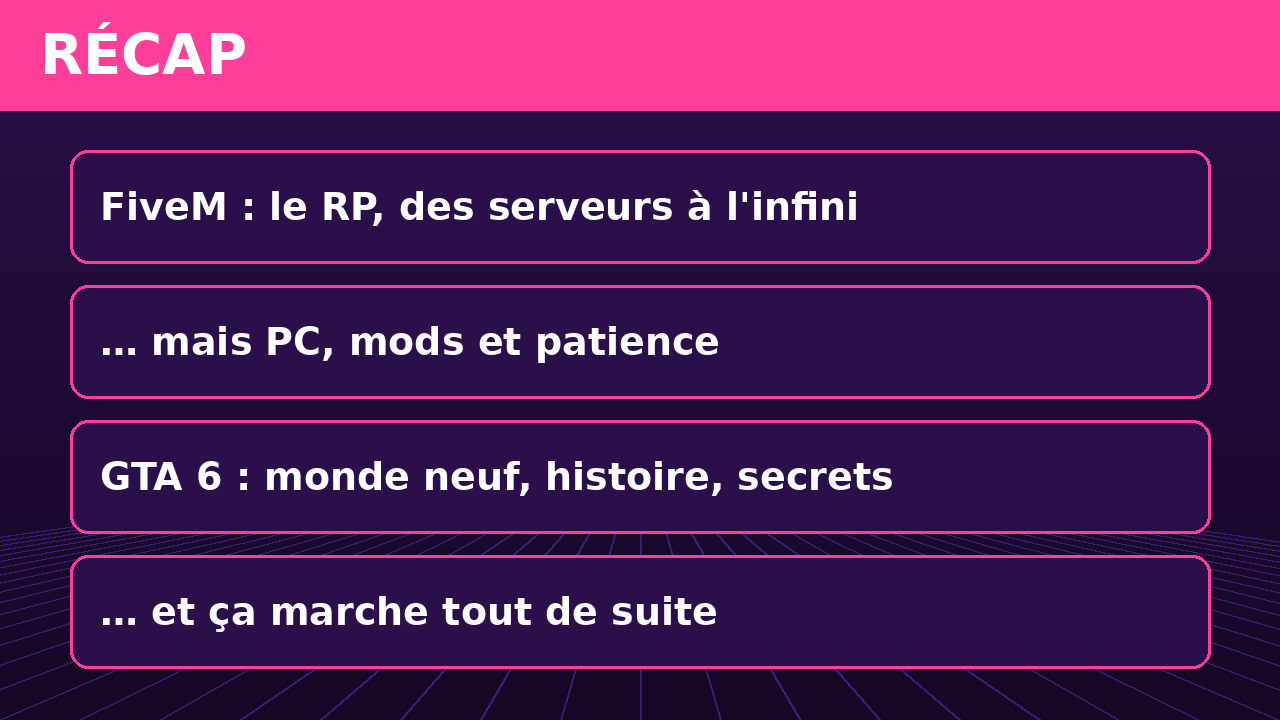 RÉCAP
FiveM : le RP, des serveurs à l'infini
… mais PC, mods et patience
GTA 6 : monde neuf, histoire, secrets
… et ça marche tout de suite